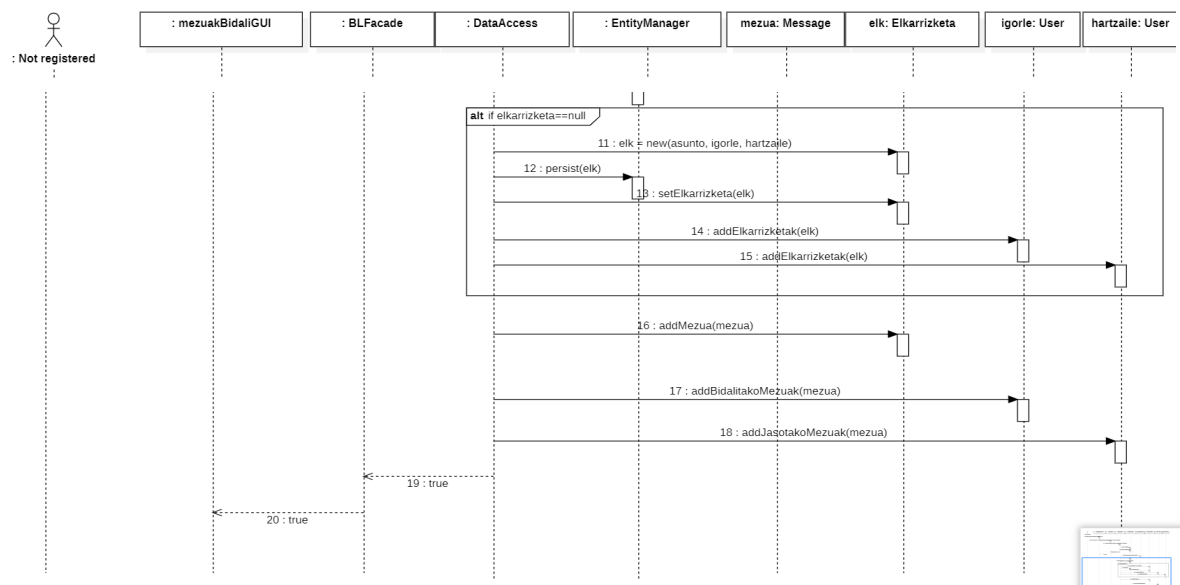 : mezuakBidaliGUI
: BLFacade
: DataAccess
: EntityManager
mezua: Message
elk: Elkarrizketa
igorle: User
hartzaile: User
: Not registered
alt if elkarrizketa==null
11 : elk = new(asunto, igorle, hartzaile)
12 : persist(elk)
13 : setElkarrizketa(elk)
14 : addElkarrizketak(elk)
15 : addElkarrizketak(elk)
16 : addMezua(mezua)
17 : addBidalitakoMezuak(mezua)
18 : addJasotakoMezuak(mezua)
19 : true
20 : true